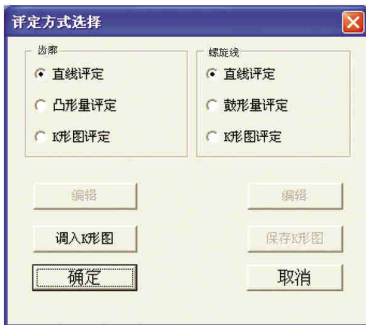 评定方式选择
齿廓
螺旋线
直线评定
直线评定
凸形量评定
鼓形量评定
K形图评定
K形图评定
编辑
编辑
调入K形图
保存K形图
确定
取消